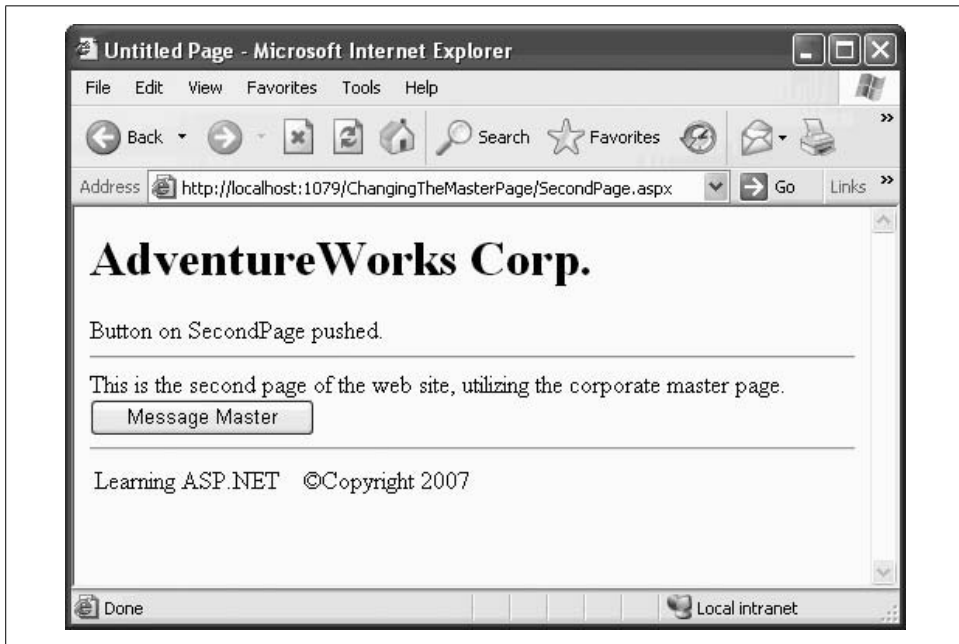 Untitled Page - Microsoft Internet Explorer
File Edit View Favorites Tools Help
Back Search Favorites »
Address http://localhost:1079/ChangingTheMasterPage/SecondPage.aspx Go Links »
AdventureWorks Corp.
Button on SecondPage pushed.
This is the second page of the web site, utilizing the corporate master page.
Message Master
Learning ASP.NET ©Copyright 2007
Done Local intranet